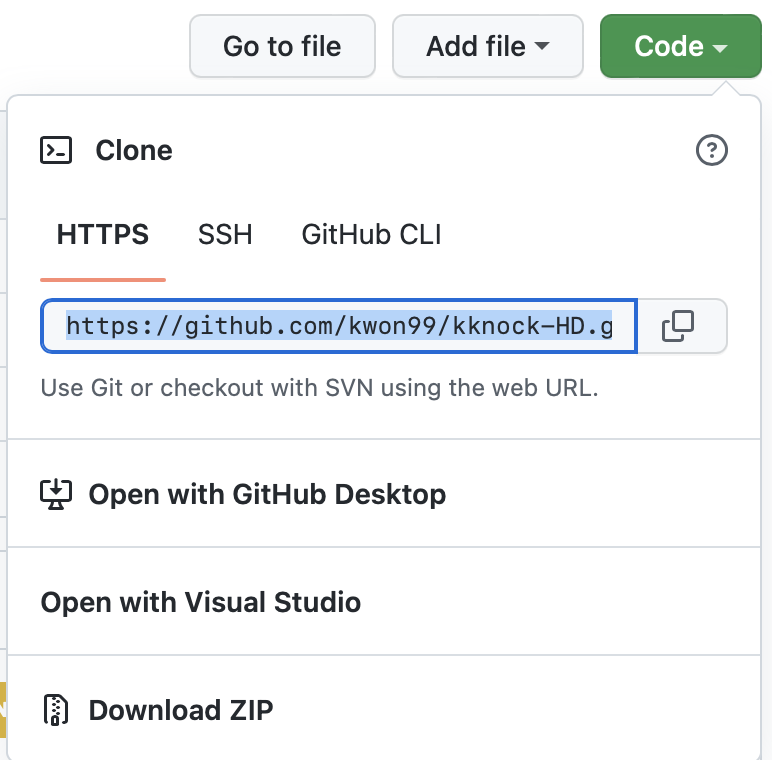 Go to file Add file Code
Clone
HTTPS SSH GitHub CLI
https://github.com/kwon99/kknock-HD.g
Use Git or checkout with SVN using the web URL.
Open with GitHub Desktop
Open with Visual Studio
Download ZIP